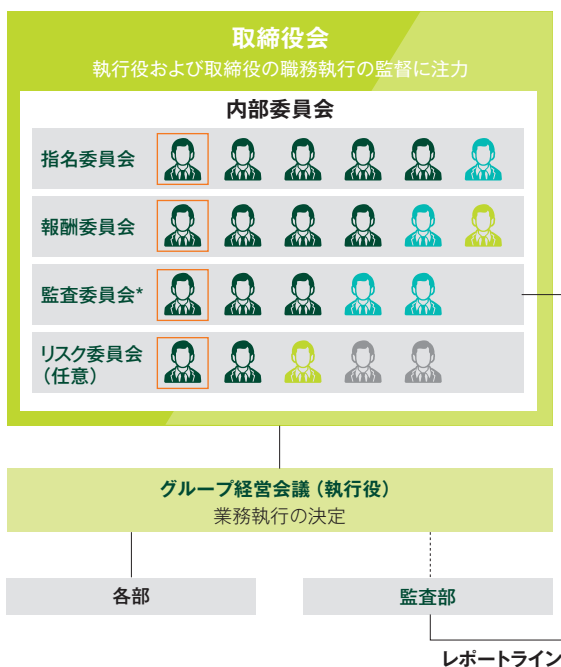 取締役会
執行役および取締役の職務執行の監督に注力
内部委員会
指名委員会
報酬委員会
監査委員会*
リスク委員会
(任意)
グループ経営会議(執行役)
業務執行の決定
各部
監査部
レポートライン